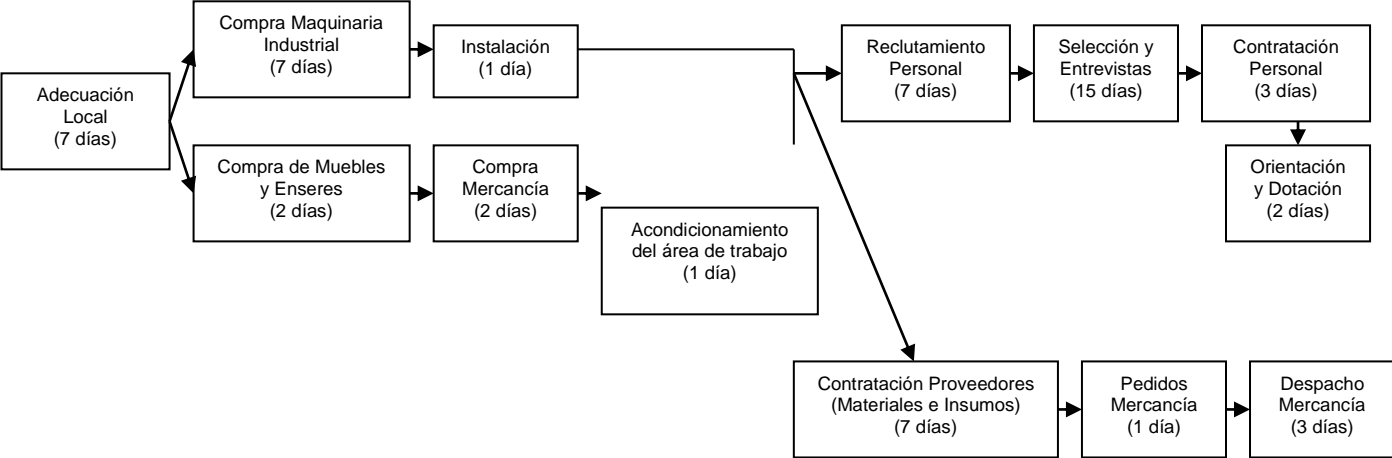 Adecuación
Local
(7 días)
Compra Maquinaria
Industrial
(7 días)
Instalación
(1 día)
Compra de Muebles
y Enseres
(2 días)
Compra
Mercancía
(2 días)
Acondicionamiento
del área de trabajo
(1 día)
Reclutamiento
Personal
(7 días)
Selección y
Entrevistas
(15 días)
Contratación
Personal
(3 días)
Orientación
y Dotación
(2 días)
Contratación Proveedores
(Materiales e Insumos)
(7 días)
Pedidos
Mercancía
(1 día)
Despacho
Mercancía
(3 días)